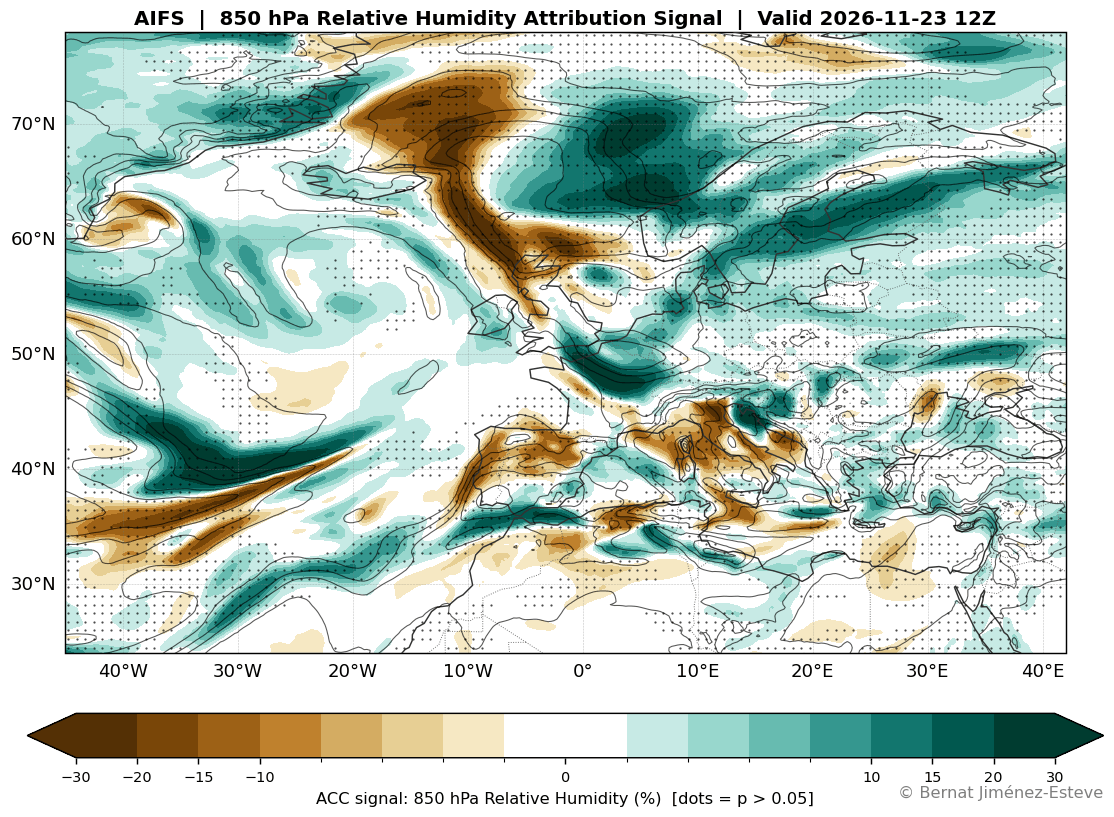 AIFS | 850 hPa Relative Humidity Attribution Signal | Valid 2026-11-23 12Z
70°N
60°N
50°N
40°N
30°N
40°W 30°W 20°W 10°W 0° 10°E 20°E 30°E 40°E
−30 −20 −15 −10 0 10 15 20 30
ACC signal: 850 hPa Relative Humidity (%) [dots = p > 0.05]
© Bernat Jiménez-Esteve